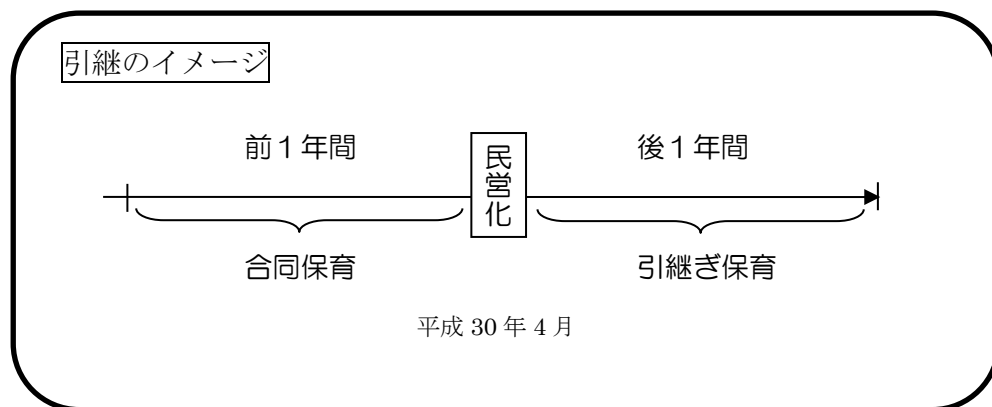 引継のイメージ
前１年間
民営化
後１年間
合同保育
引継ぎ保育
平成 30 年 4 月